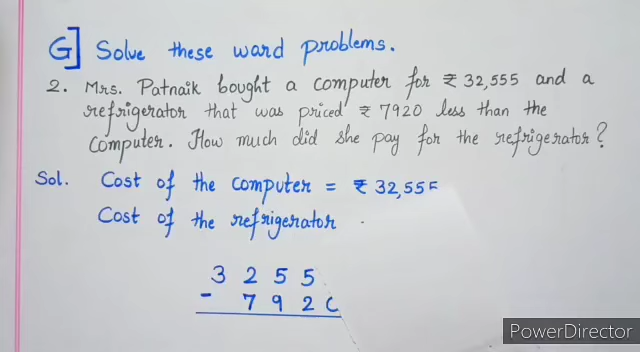 G] Solve these word problems.
2. Mrs. Patnaik bought a computer for ₹ 32,555 and a
refrigerator that was priced ₹ 7920 less than the
computer. How much did she pay for the refrigerator?
Sol. Cost of the computer = ₹ 32,555
Cost of the refrigerator
3 2 5 5
- 7 9 2 0
PowerDirector